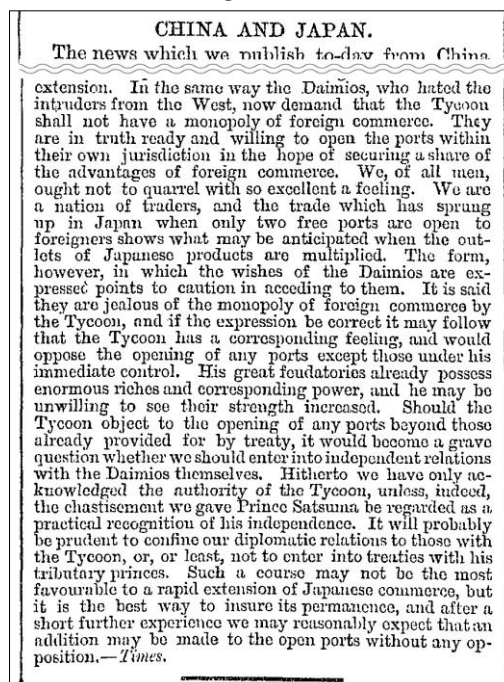 CHINA AND JAPAN.
The news which we publish to-day from China
extension. In the same way the Daimios, who hated the
intruders from the West, now demand that the Tycoon
shall not have a monopoly of foreign commerce. They
are in truth ready and willing to open the ports within
their own jurisdiction in the hope of securing a share of
the advantages of foreign commerce. We, of all men,
ought not to quarrel with so excellent a feeling. We are
a nation of traders, and the trade which has sprung
up in Japan when only two free ports are open to
foreigners shows what may be anticipated when the out-
lets of Japanese products are multiplied. The form,
however, in which the wishes of the Daimios are ex-
pressed points to caution in acceding to them. It is said
they are jealous of the monopoly of foreign commerce by
the Tycoon, and if the expression be correct it may follow
that the Tycoon has a corresponding feeling, and would
oppose the opening of any ports except those under his
immediate control. His great feudatories already possess
enormous riches and corresponding power, and he may be
unwilling to see their strength increased. Should the
Tycoon object to the opening of any ports beyond those
already provided for by treaty, it would become a grave
question whether we should enter into independent relations
with the Daimios themselves. Hitherto we have only ac-
knowledged the authority of the Tycoon, unless, indeed,
the chastisement we gave Prince Satsuma be regarded as a
practical recognition of his independence. It will probably
be prudent to confine our diplomatic relations to those with
the Tycoon, or, or least, not to enter into treaties with his
tributary princes. Such a course may not be the most
favourable to a rapid extension of Japanese commerce, but
it is the best way to insure its permanence, and after a
short further experience we may reasonably expect that an
addition may be made to the open ports without any op-
position.—Times.